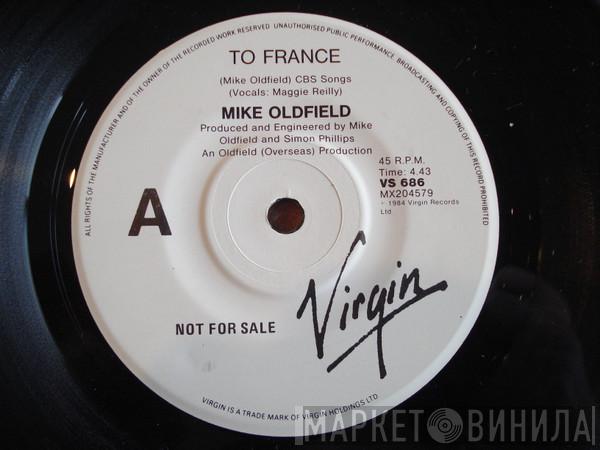 ALL RIGHTS OF THE MANUFACTURER AND OF THE OWNER OF THE RECORDED WORK RESERVED UNAUTHORISED PUBLIC PERFORMANCE BROADCASTING AND COPYING OF THIS RECORD PROHIBITED
TO FRANCE
(Mike Oldfield) CBS Songs
(Vocals: Maggie Reilly)
MIKE OLDFIELD
Produced and Engineered by Mike
Oldfield and Simon Phillips
An Oldfield (Overseas) Production
45 R.P.M.
Time: 4.43
VS 686
MX204579
℗ 1984 Virgin Records
Ltd
A
NOT FOR SALE
Virgin
VIRGIN IS A TRADE MARK OF VIRGIN HOLDINGS LTD
МАРКЕТ ВИНИЛА